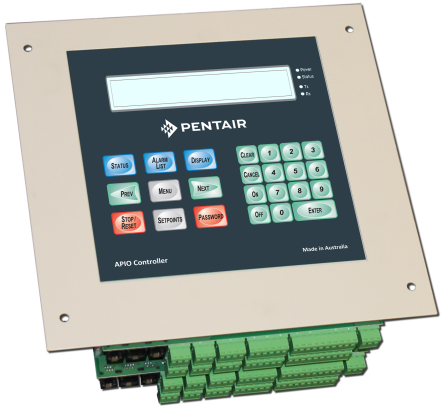 Power
Status
Tx
Rx
PENTAIR
STATUS
ALARM
LIST
DISPLAY
CLEAR
1
2
3
PREV
MENU
NEXT
CANCEL
4
5
6
STOP/
RESET
SETPOINTS
PASSWORD
ON
7
8
9
OFF
0
ENTER
APIO Controller
Made in Australia